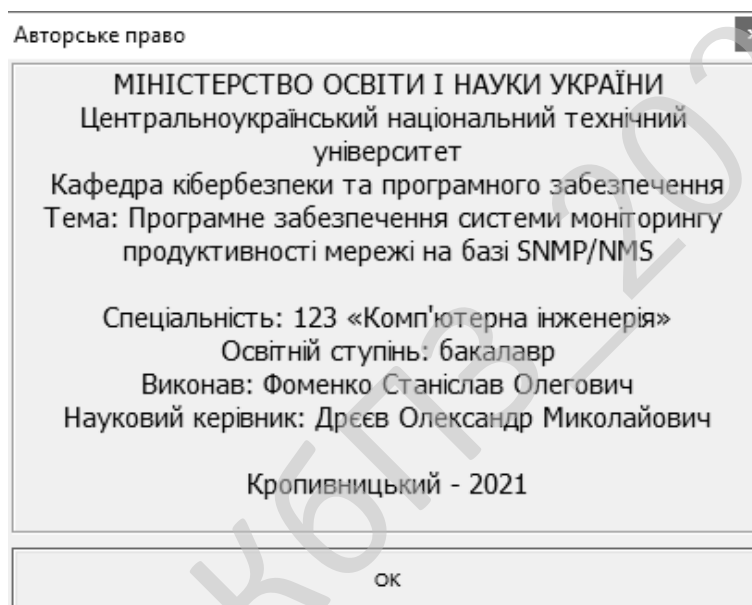 Авторське право
МІНІСТЕРСТВО ОСВІТИ І НАУКИ УКРАЇНИ
Центральноукраїнський національний технічний
університет
Кафедра кібербезпеки та програмного забезпечення
Тема: Програмне забезпечення системи моніторингу
продуктивності мережі на базі SNMP/NMS
Спеціальність: 123 «Комп'ютерна інженерія»
Освітній ступінь: бакалавр
Виконав: Фоменко Станіслав Олегович
Науковий керівник: Дрєєв Олександр Миколайович
Кропивницький - 2021
ОК